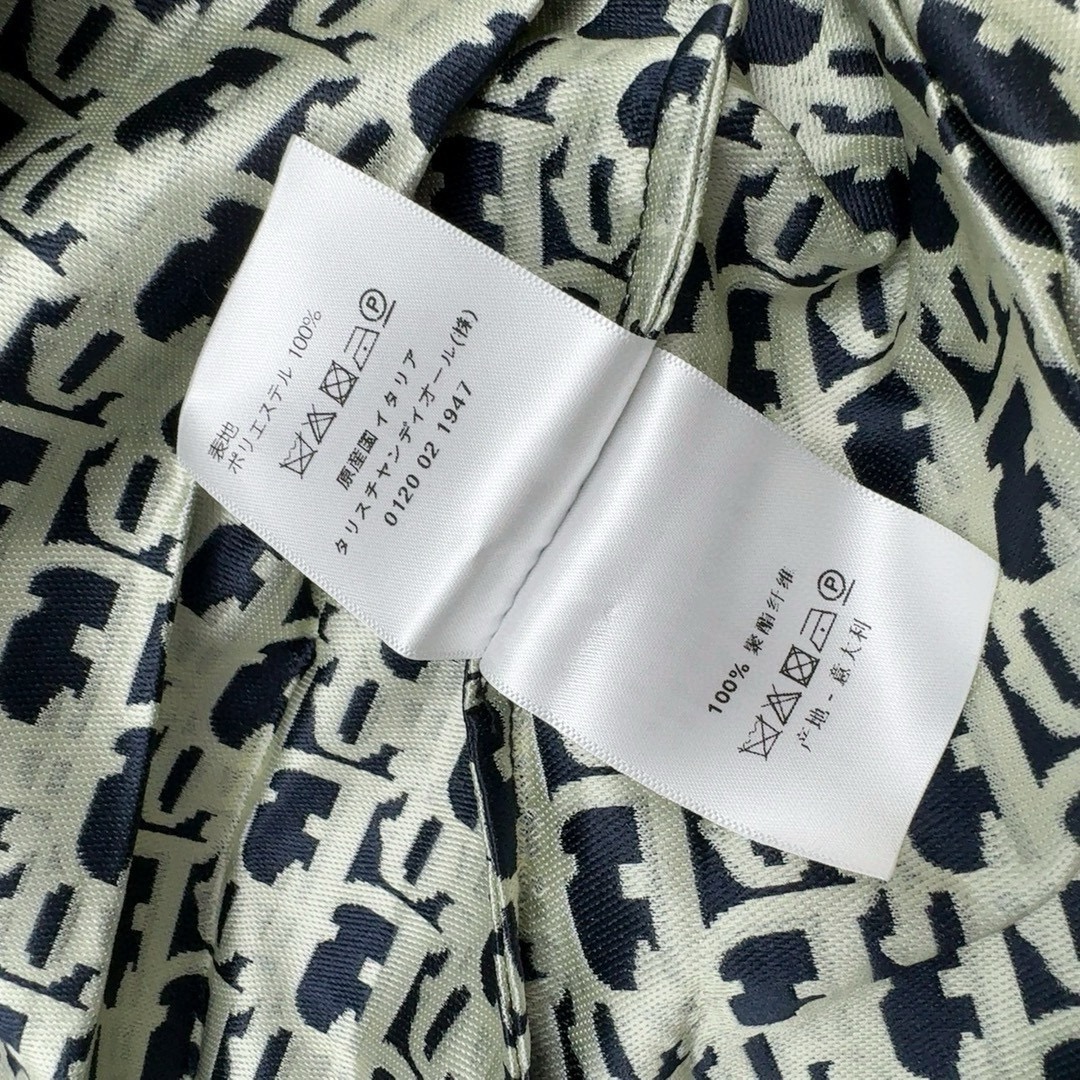 表地
ポリエステル 100%
P
原産国 イタリア
タリスチャンデイオール(株)
0120 02 1947
100% 聚酯纤维
P
产地 - 意大利